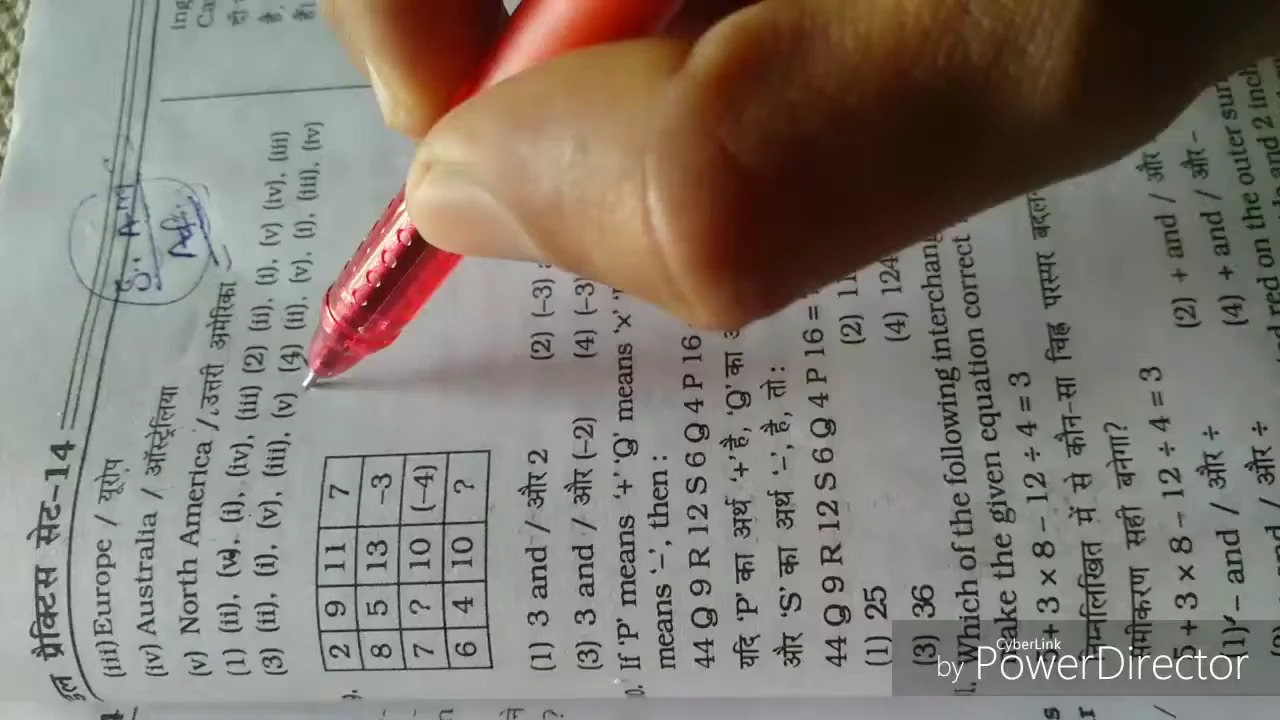 प्रैक्टिस सेट-14
(iii) Europe / यूरोप
(iv) Australia / ऑस्ट्रेलिया
(v) North America / उत्तरी अमेरिका
(1) (ii), (v), (i), (iv), (iii) (2) (ii), (i), (v) (iv), (iii)
(3) (ii), (i), (v), (iii), (v) (4) (ii), (v), (i), (iii), (iv)
2 9 11 7
8 5 13 -3
7 ? 10 (-4)
6 4 10 ?
(1) 3 and / और 2 (2) (-3)
(3) 3 and / और (-2) (4) (-3)
If 'P' means '+' 'Q' means 'x'
means '–', then :
44 Q 9 R 12 S 6 Q 4 P 16
यदि 'P' का अर्थ '+' है, 'Q' का
और 'S' का अर्थ '–', है, तो :
44 Q 9 R 12 S 6 Q 4 P 16 =
(1) 25 (2)
(3) 36 (4) 124
Which of the following interchang
make the given equation correct
5 + 3 × 8 – 12 ÷ 4 = 3
निम्नलिखित में से कौन-सा चिह्न परस्पर बदल
समीकरण सही बनेगा?
5 + 3 × 8 – 12 ÷ 4 = 3
(1) – and / और ÷ (2) + and / और
और ÷ (4) + and / और -
red on the outer sur
and 2 incl
CyberLink
by PowerDirector